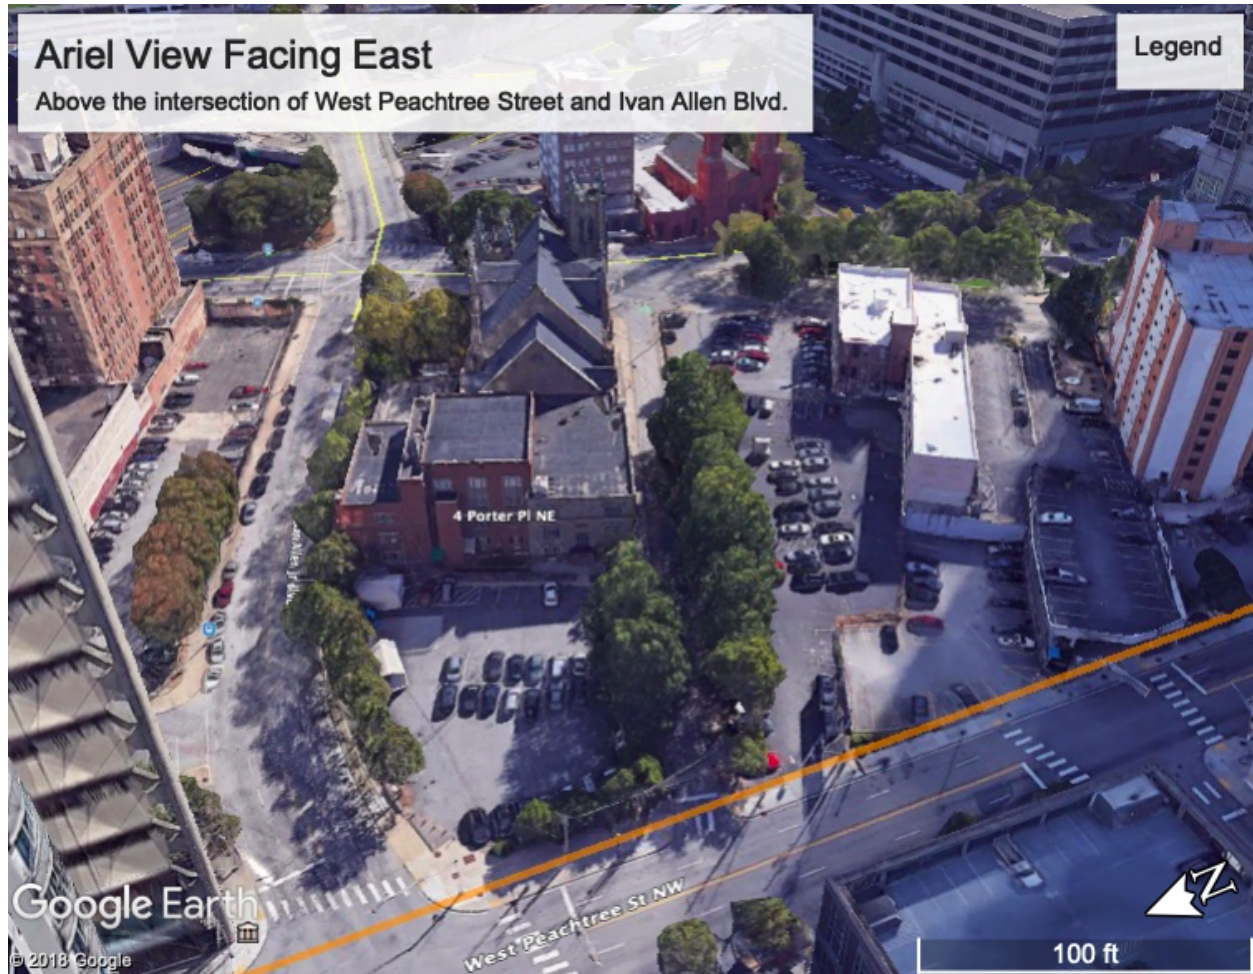 Ariel View Facing East
Above the intersection of West Peachtree Street and Ivan Allen Blvd.
Legend
4 Porter Pl NE
West Peachtree St NW
Google Earth
© 2018 Google
N
100 ft